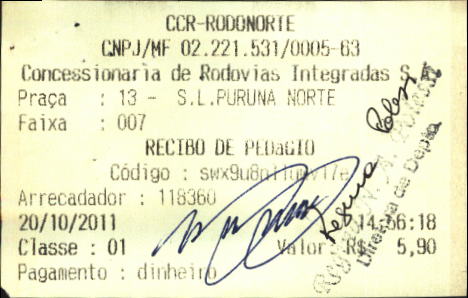 CCR-RODONORTE
CNPJ/MF 02.221.531/0005-63
Concessionaria de Rodovias Integradas S
Praça : 13 - S.L.PURUNA NORTE
Faixa : 007
RECIBO DE PEDAGIO
Código :
Arrecadador : 118360
20/10/2011 14:56:18
Classe : 01 Valor: R$ 5,90
Pagamento : dinheiro